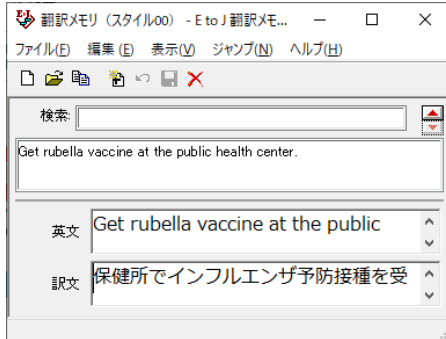 翻訳メモリ（スタイル00） - E to J 翻訳メモ...
ファイル(F) 編集(E) 表示(V) ジャンプ(N) ヘルプ(H)
検索:
Get rubella vaccine at the public health center.
英文 Get rubella vaccine at the public
訳文 保健所でインフルエンザ予防接種を受